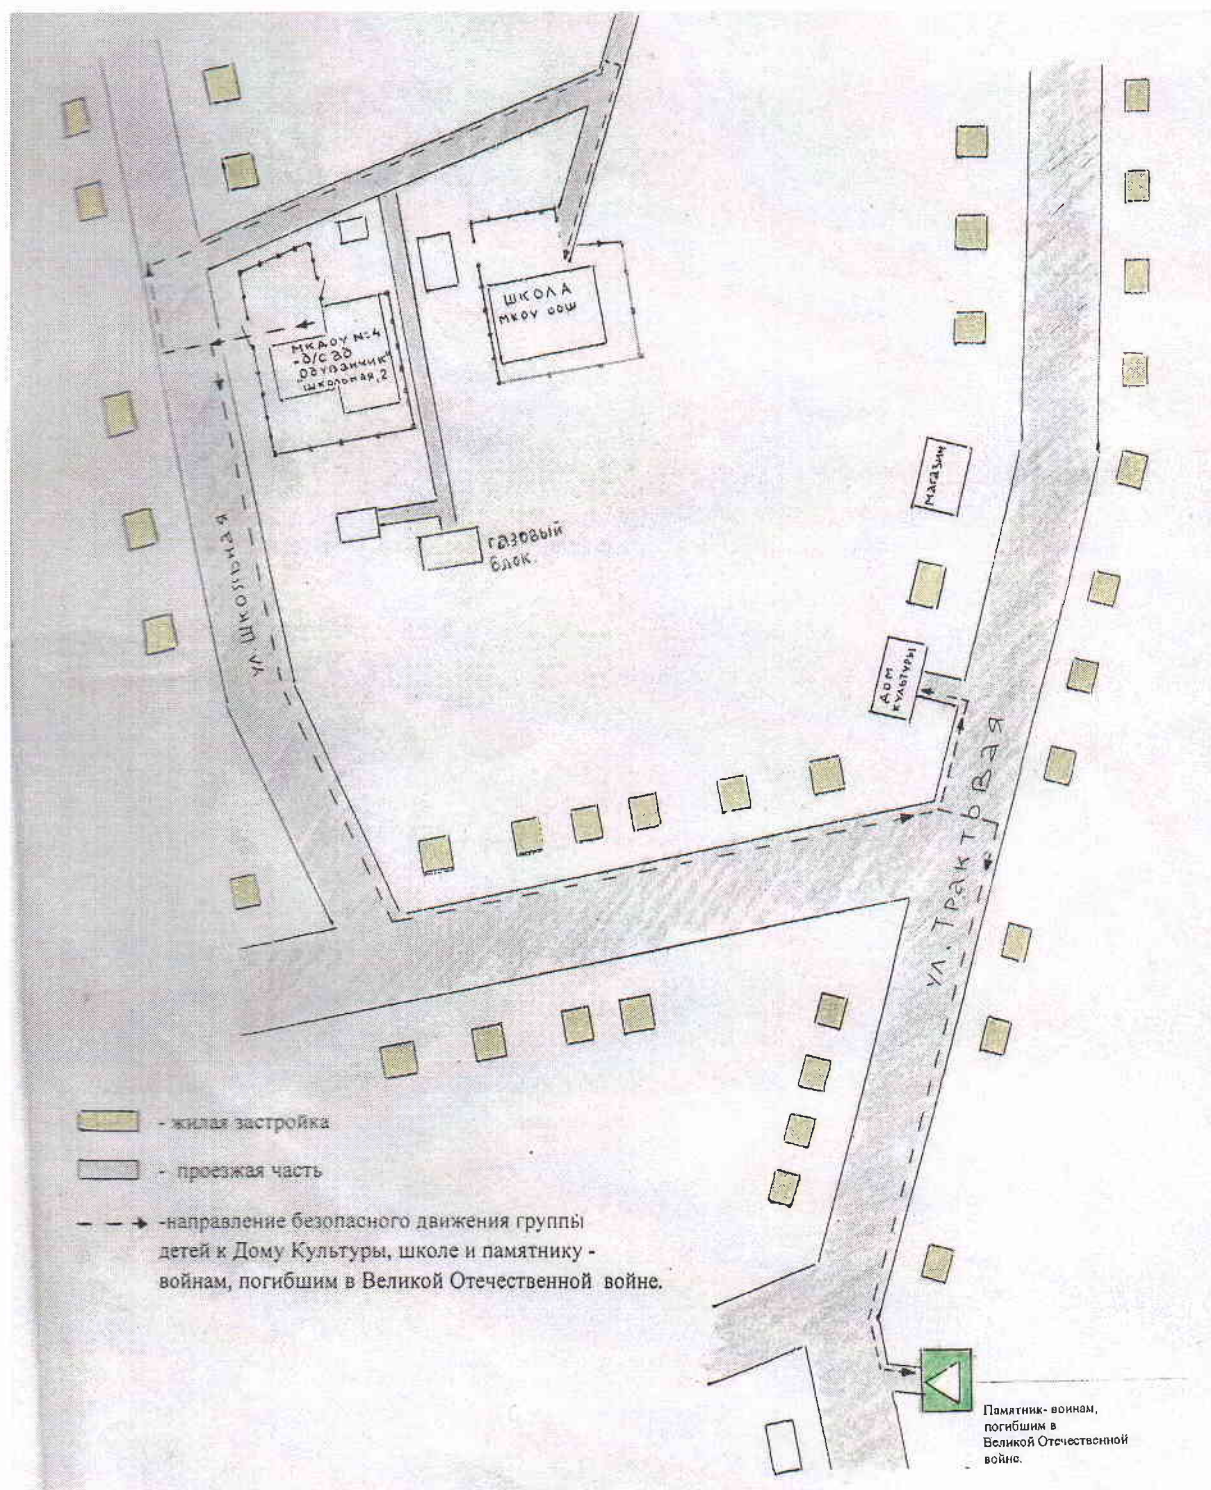 ШКОЛА
МКОУ ООШ
МКДОУ №4
-Д/САД
"Одуванчик"
школьная, 2
магазин
ул Школьная
газовый
блок.
Дом
культуры
ул. Трактовая
- жилая застройка
- проезжая часть
-направление безопасного движения группы
детей к Дому Культуры, школе и памятнику -
войнам, погибшим в Великой Отечественной войне.
Памятник- воинам,
погибшим в
Великой Отечественной
войне.